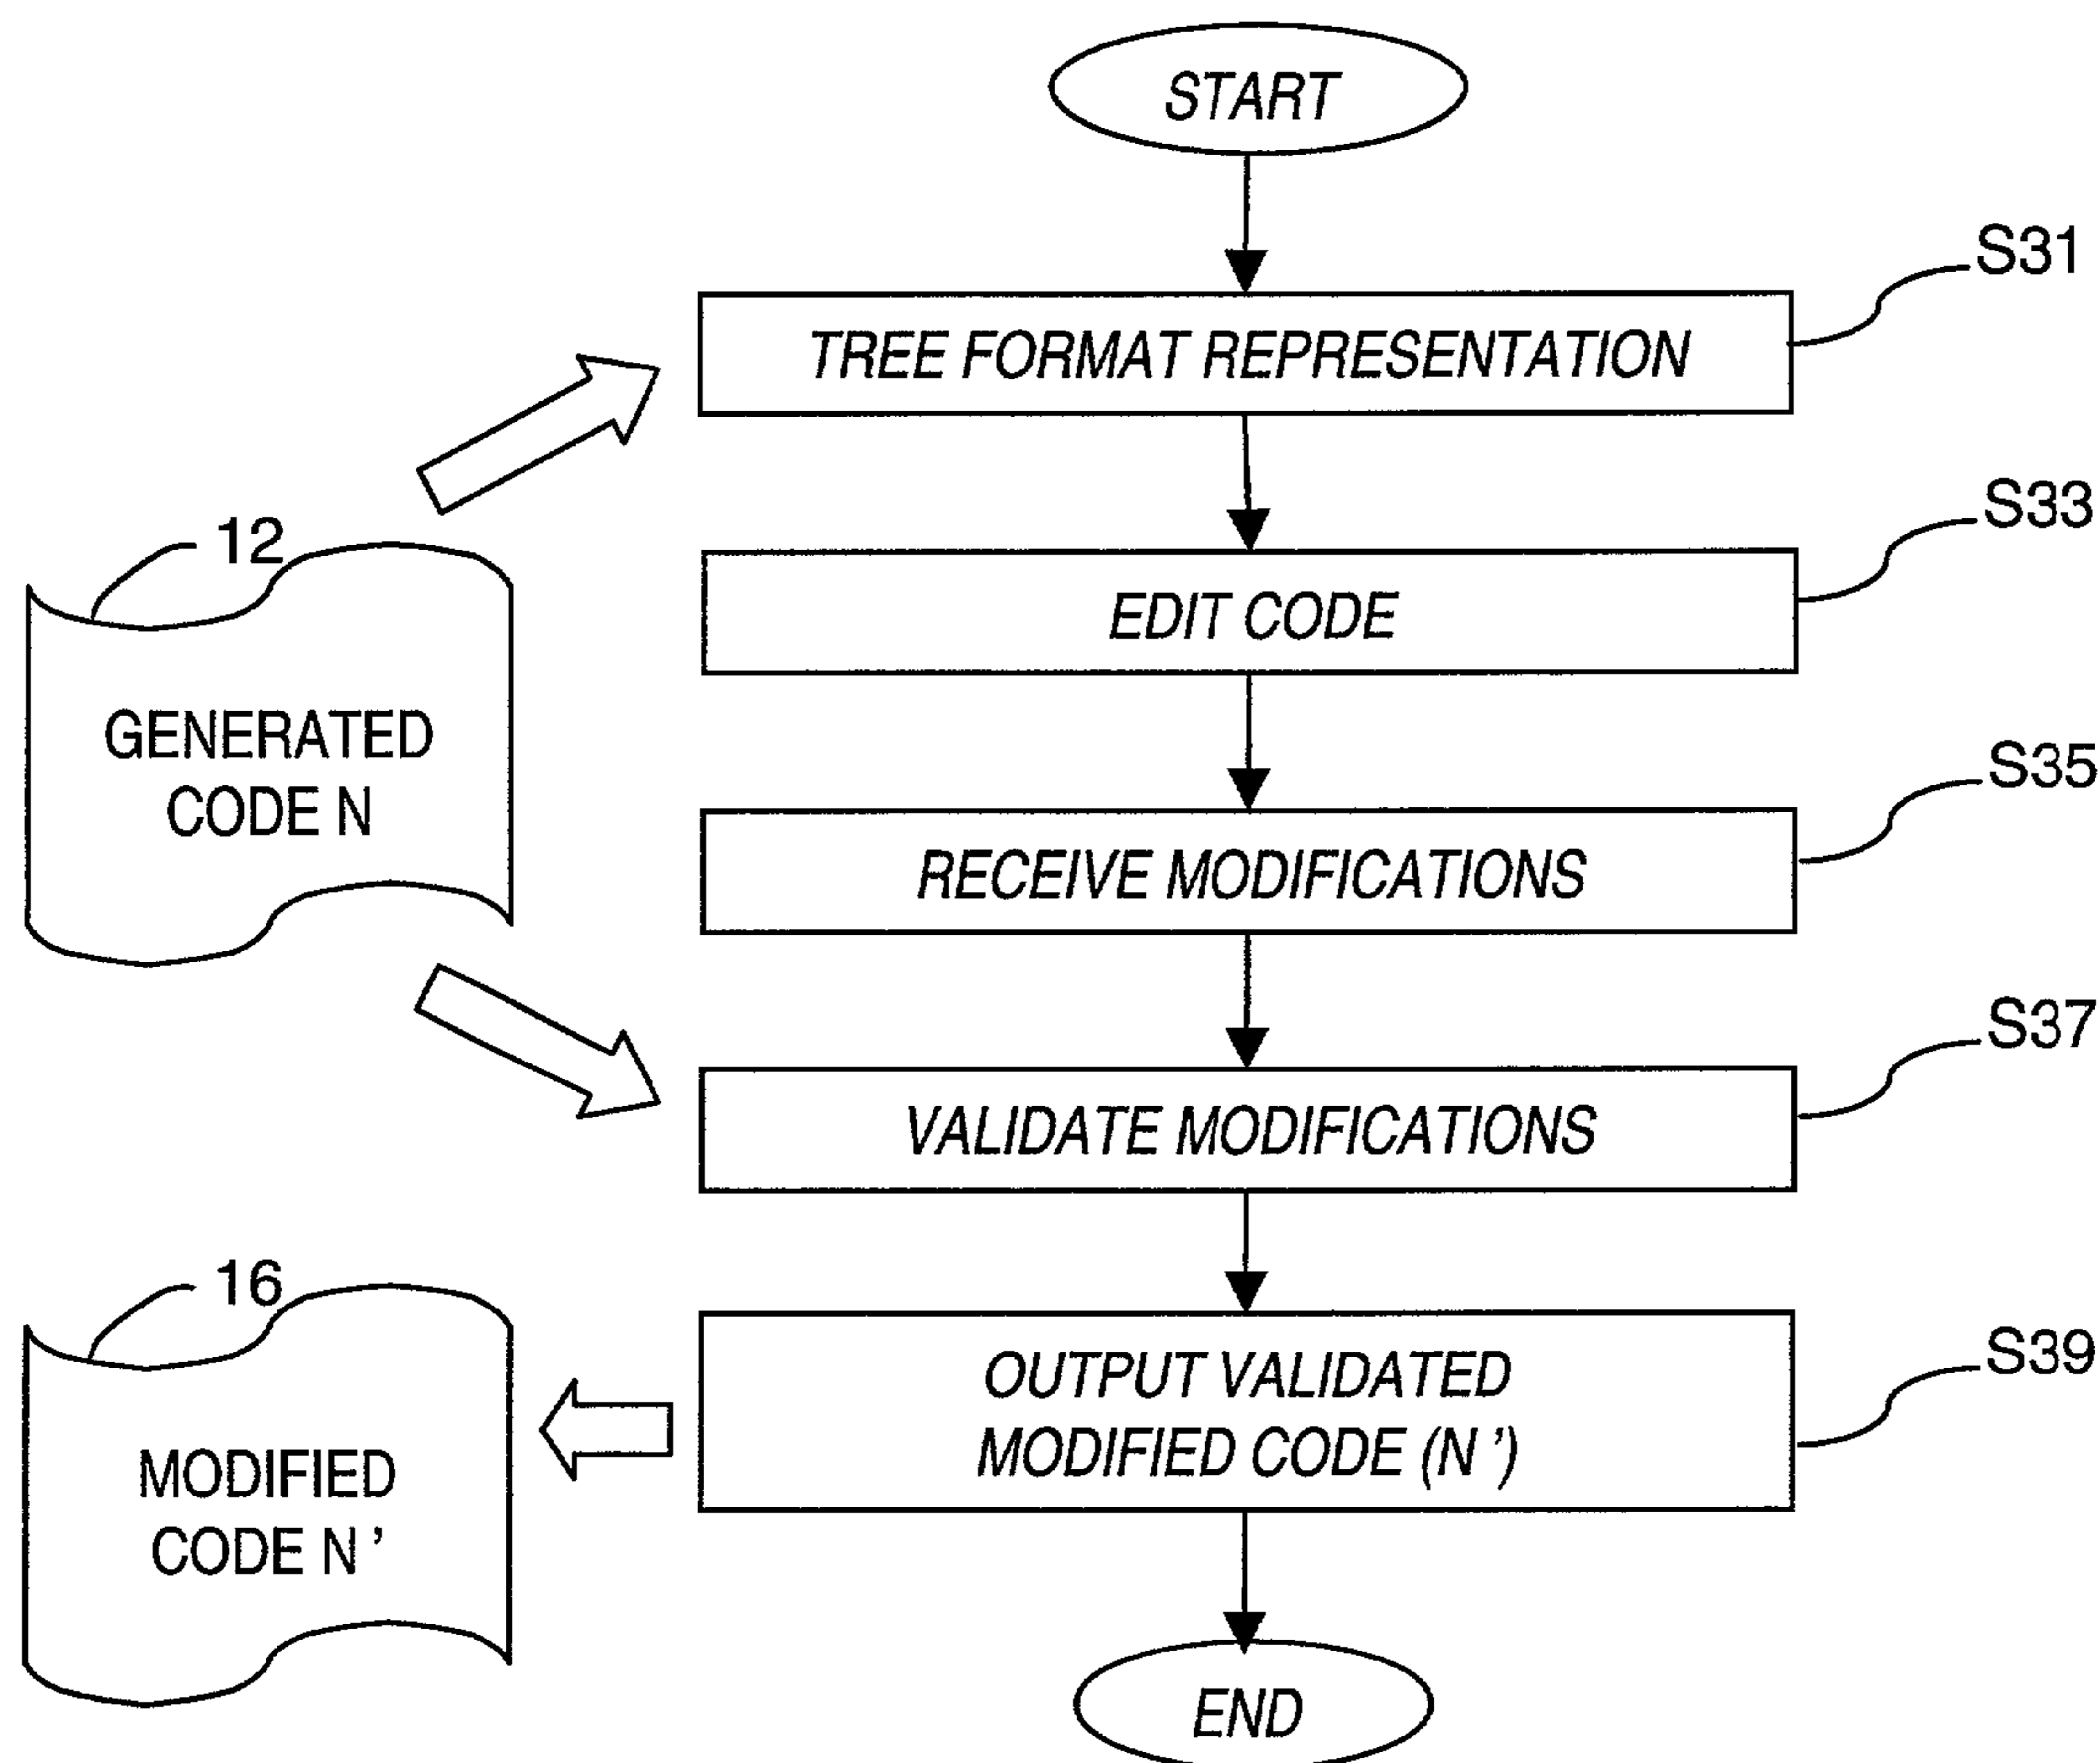 START
S31
TREE FORMAT REPRESENTATION
S33
12
EDIT CODE
GENERATED
CODE N
S35
RECEIVE MODIFICATIONS
S37
VALIDATE MODIFICATIONS
16
S39
OUTPUT VALIDATED
MODIFIED CODE (N')
MODIFIED
CODE N'
END